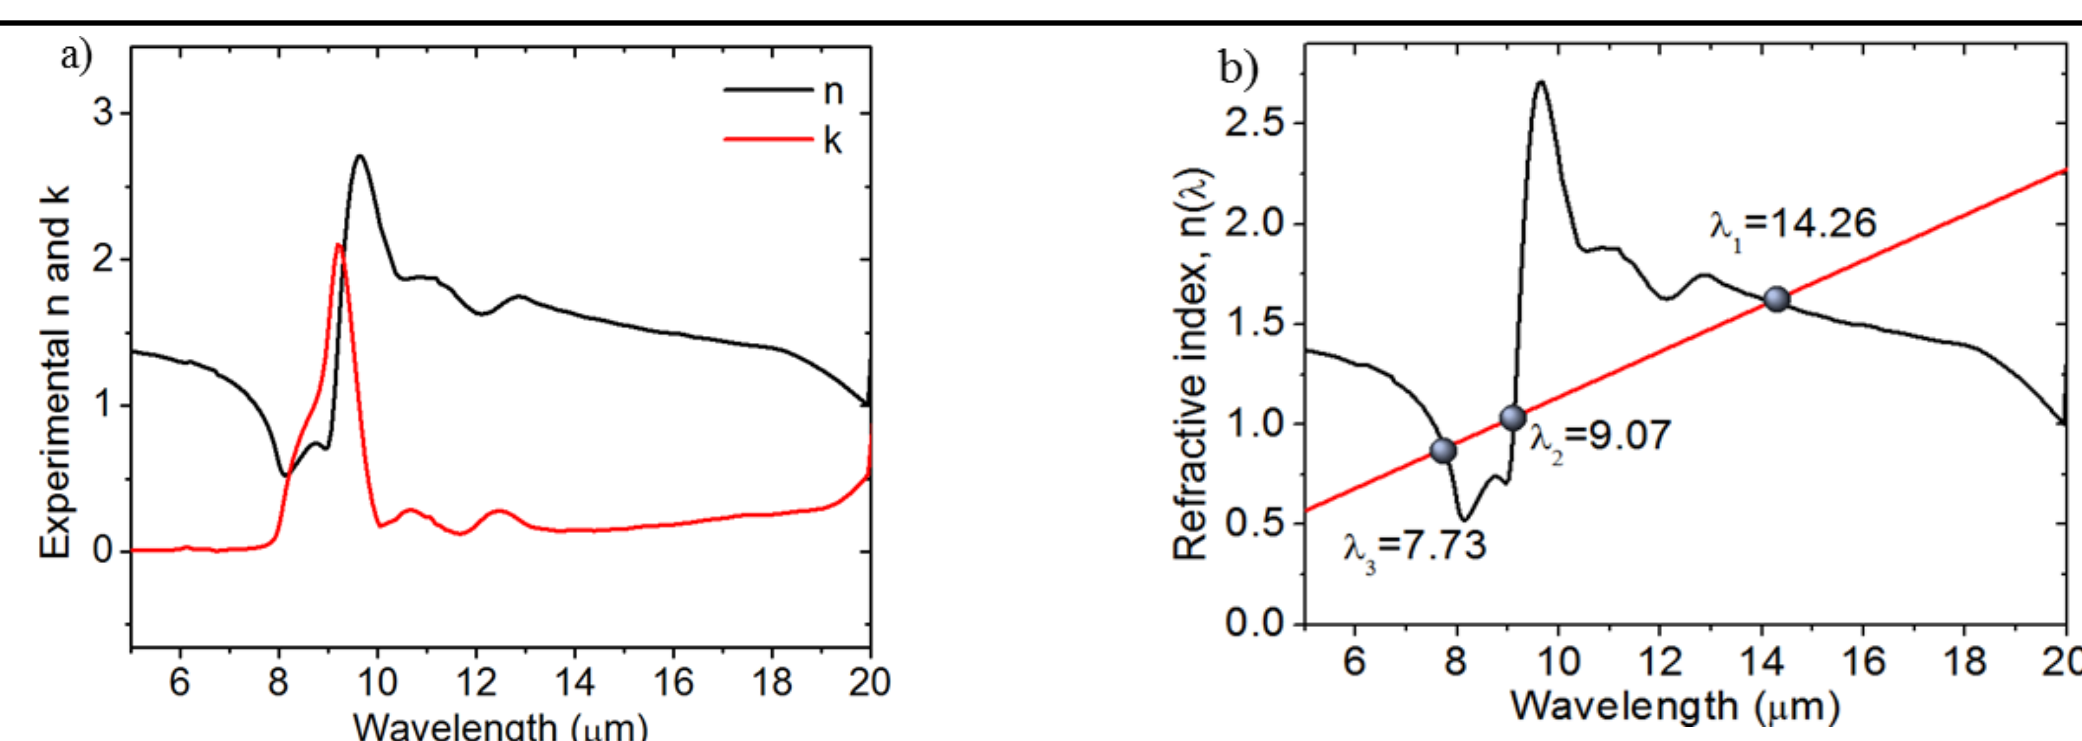 a)
n
k
3
2
1
0
Experimental n and k
6 8 10 12 14 16 18 20
Wavelength (μm)
b)
2.5
2.0
1.5
1.0
0.5
0.0
Refractive index, n(λ)
λ1=14.26
λ2=9.07
λ3=7.73
6 8 10 12 14 16 18 20
Wavelength (μm)